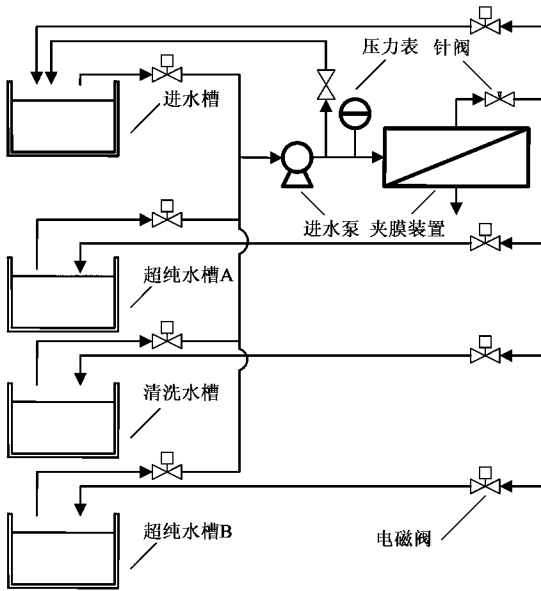 压力表
针阀
进水槽
进水泵
夹膜装置
超纯水槽A
清洗水槽
超纯水槽B
电磁阀